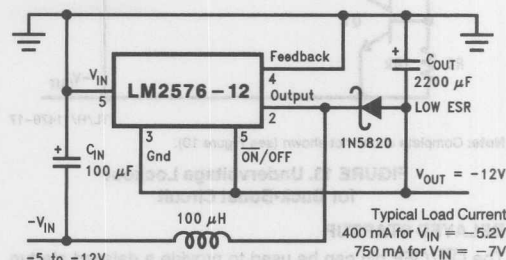 Feedback
4
+
C_OUT
2200 µF
V_IN
5
LM2576-12
Output
2
LOW ESR
1N5820
3
Gnd
5
ON/OFF
+
C_IN
100 µF
V_OUT = -12V
100 µH
-V_IN
-5 to -12V
Typical Load Current
400 mA for V_IN = -5.2V
750 mA for V_IN = -7V